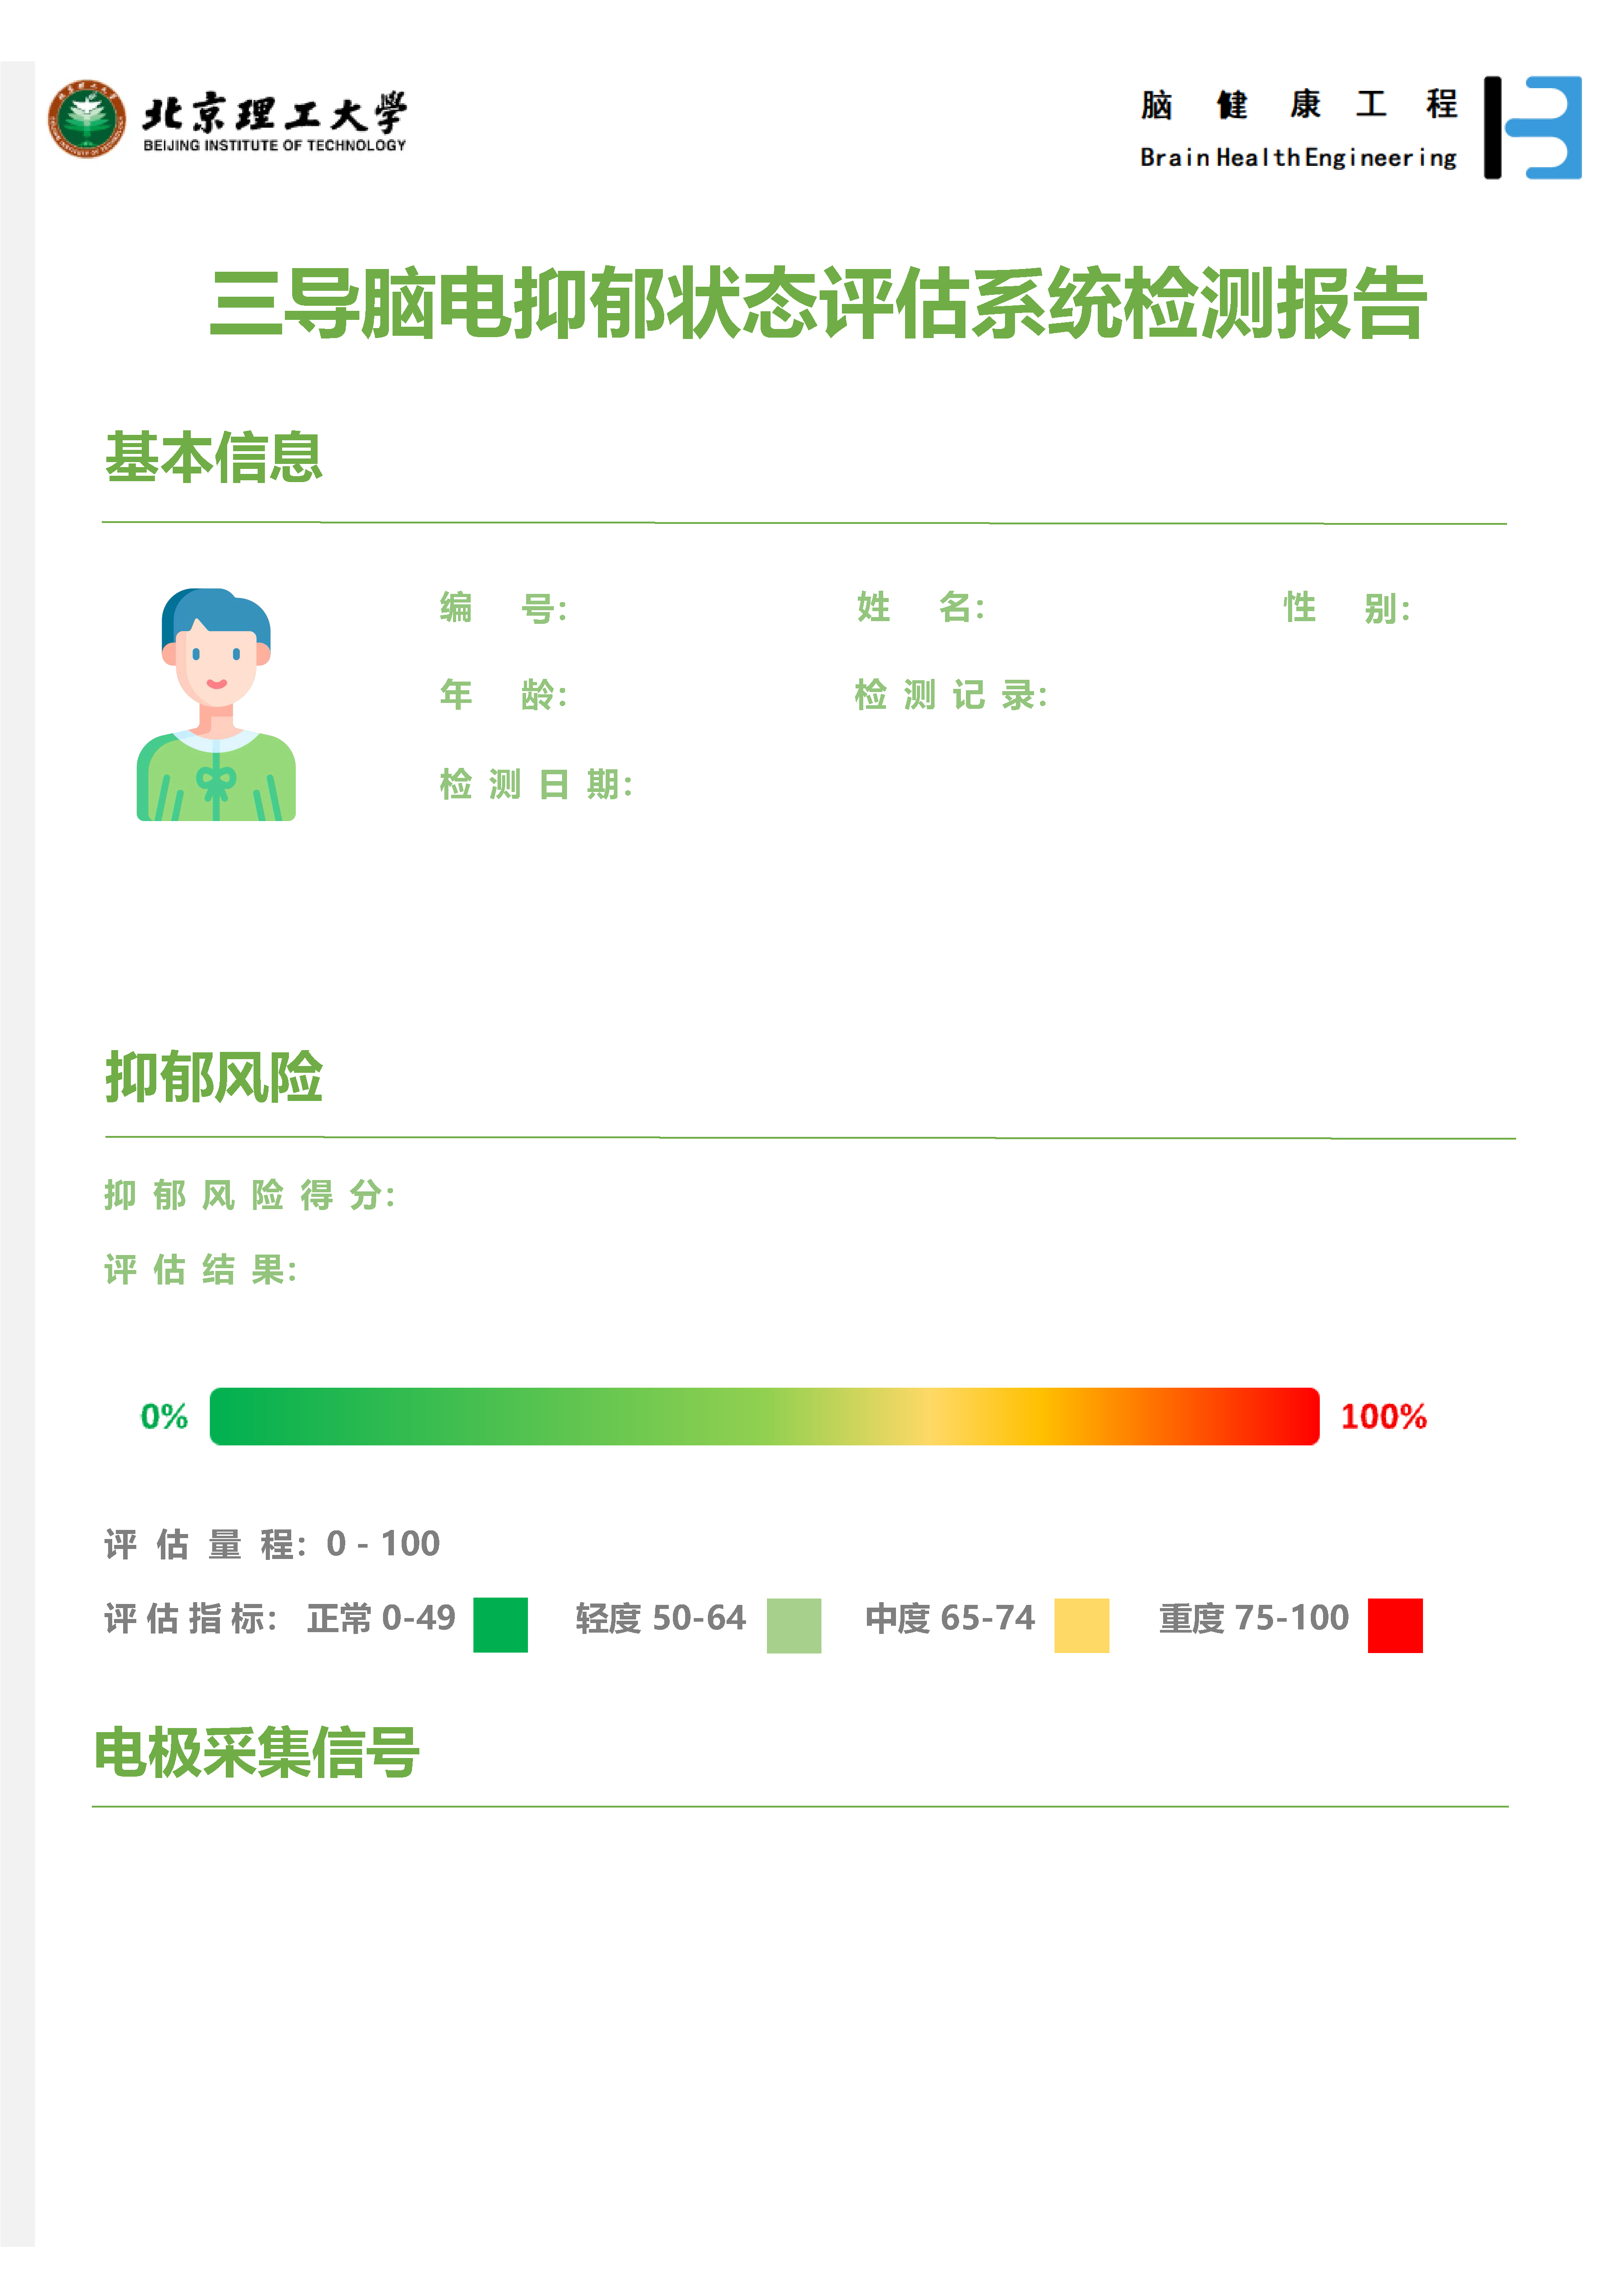 北京理工大学
BEIJING INSTITUTE OF TECHNOLOGY
脑健康工程
Brain Health Engineering
三导脑电抑郁状态评估系统检测报告
基本信息
编号: 姓名: 性别:
年龄: 检测记录:
检测日期:
抑郁风险
抑郁风险得分:
评估结果:
0% 100%
评估量程: 0 - 100
评估指标: 正常 0-49 轻度 50-64 中度 65-74 重度 75-100
电极采集信号